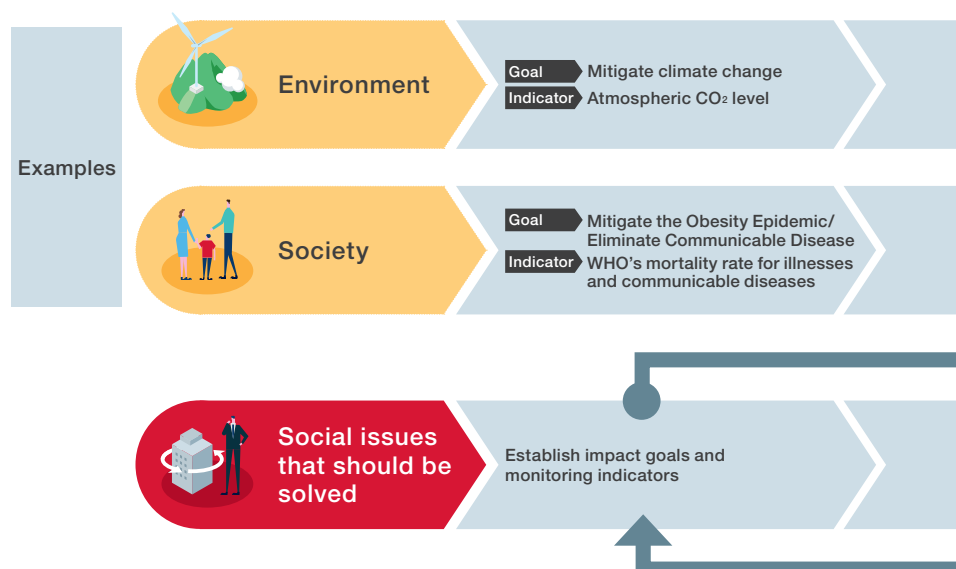 Examples
Environment
Goal Mitigate climate change
Indicator Atmospheric CO₂ level
Society
Goal Mitigate the Obesity Epidemic/
Eliminate Communicable Disease
Indicator WHO's mortality rate for illnesses
and communicable diseases
Social issues
that should be
solved
Establish impact goals and
monitoring indicators